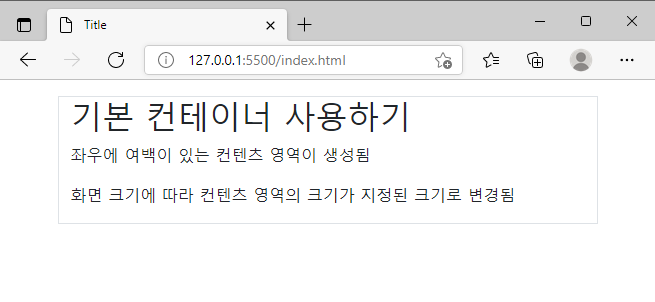 Title
127.0.0.1:5500/index.html
기본 컨테이너 사용하기
좌우에 여백이 있는 컨텐츠 영역이 생성됨
화면 크기에 따라 컨텐츠 영역의 크기가 지정된 크기로 변경됨